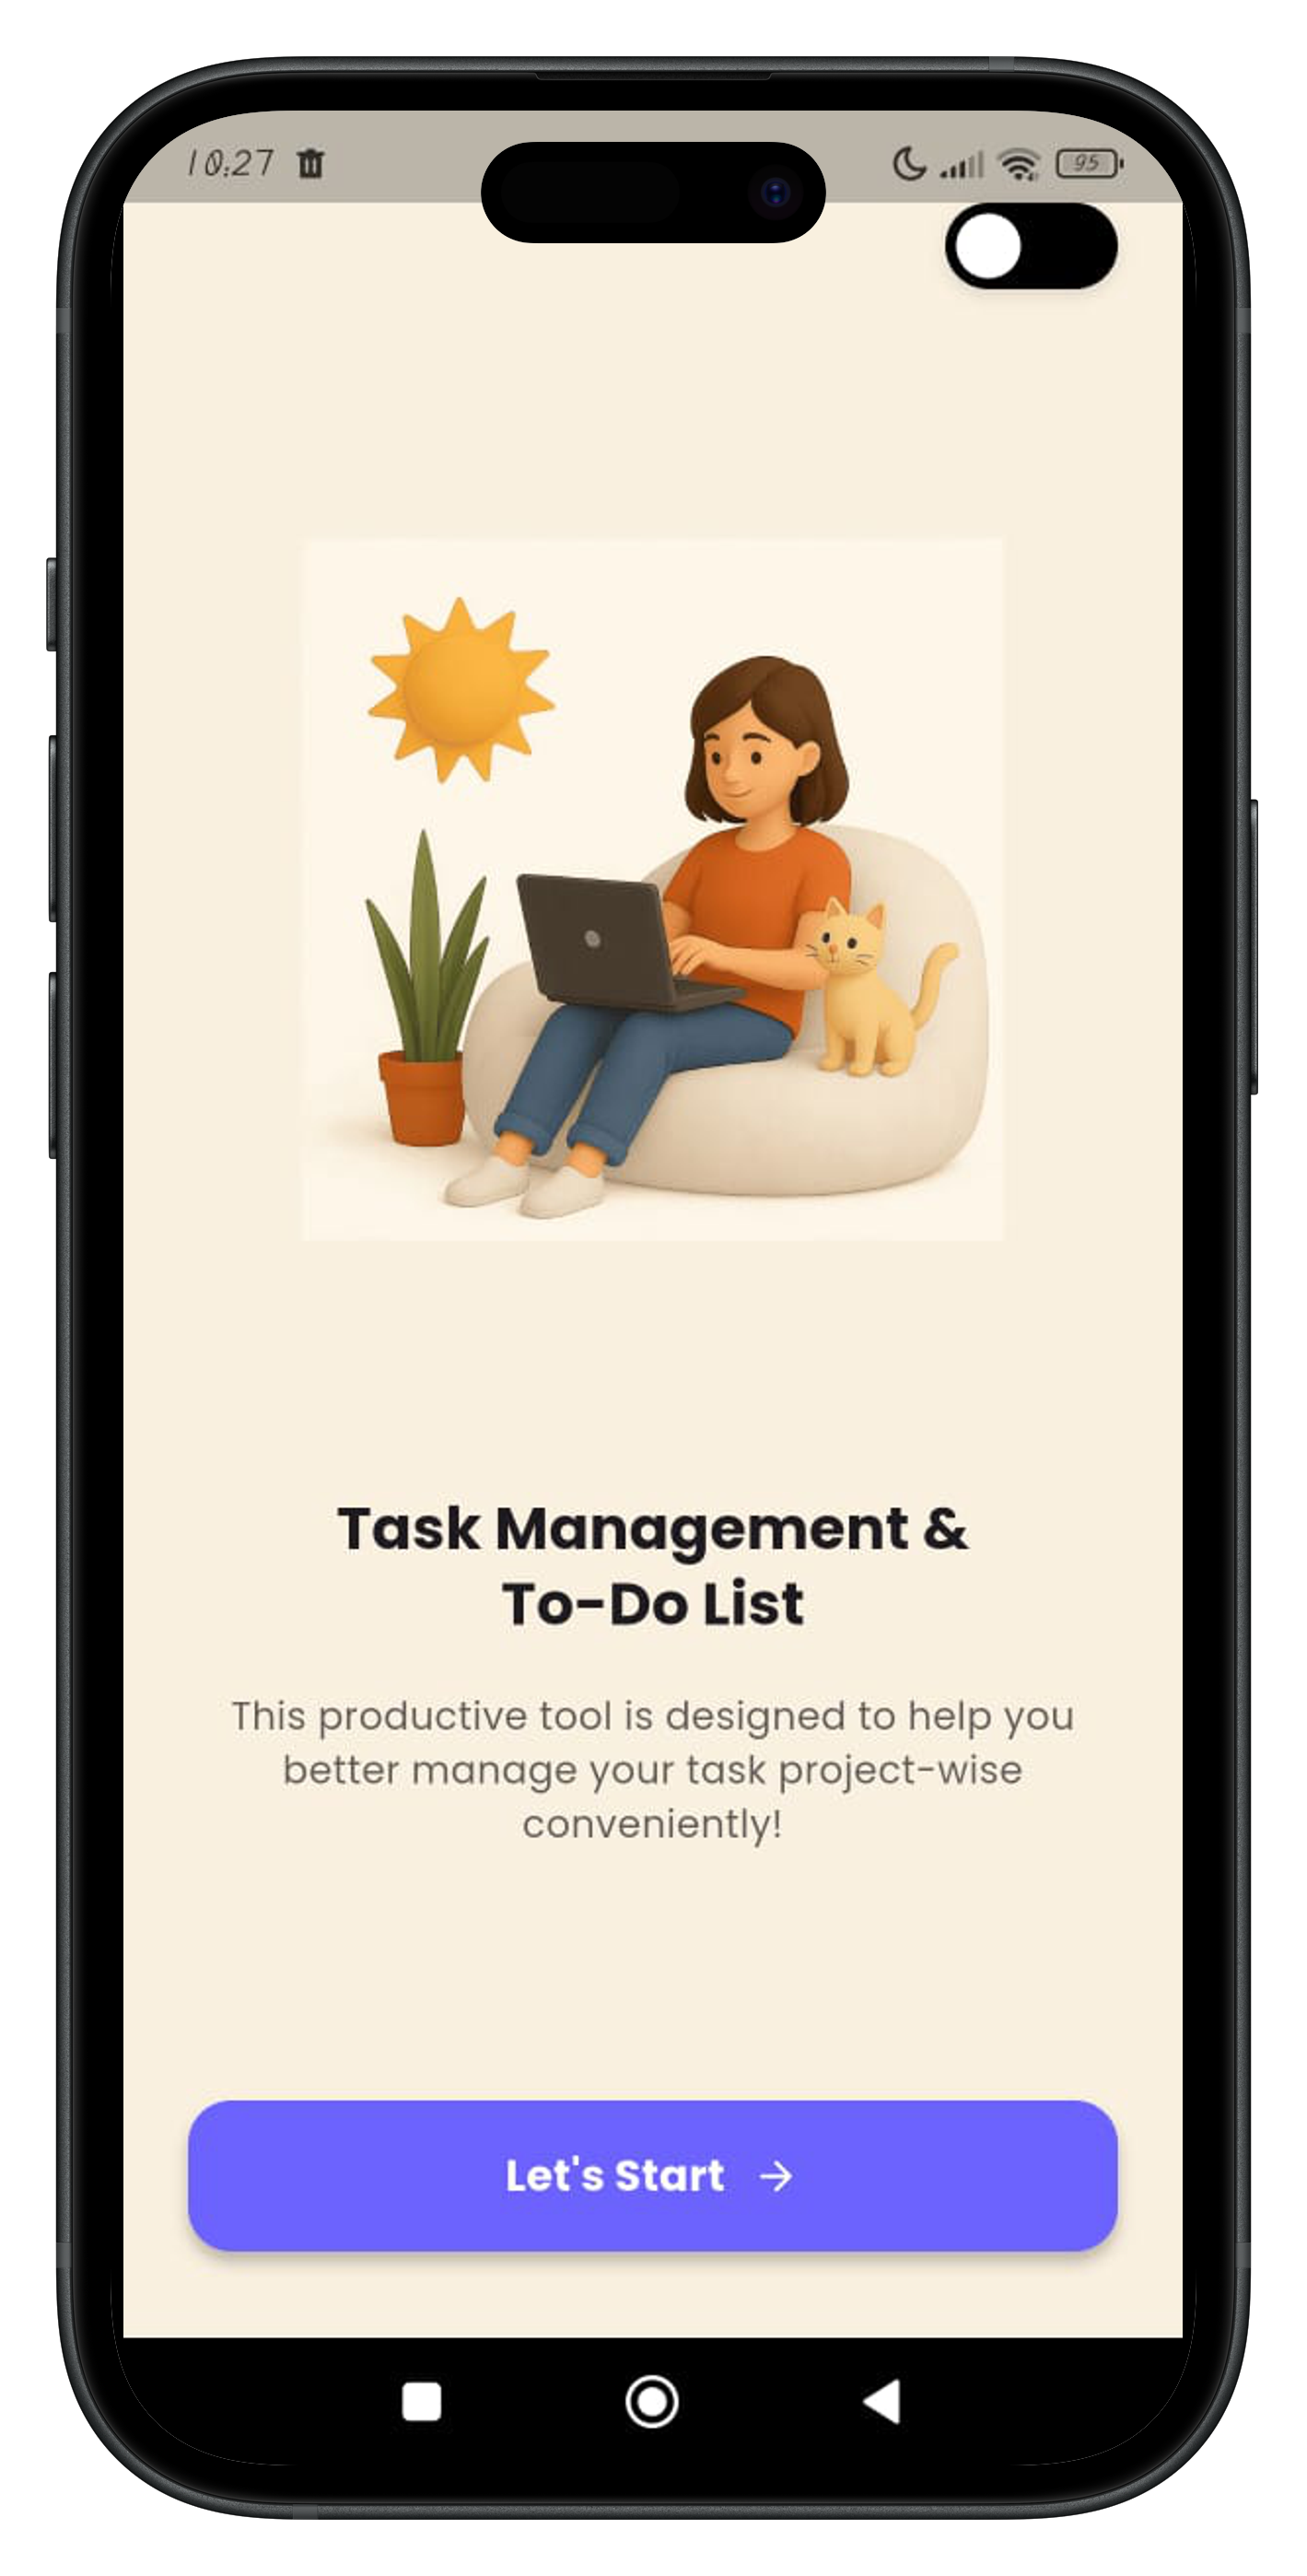 10:27 95
Task Management &
To-Do List
This productive tool is designed to help you
better manage your task project-wise
conveniently!
Let's Start →